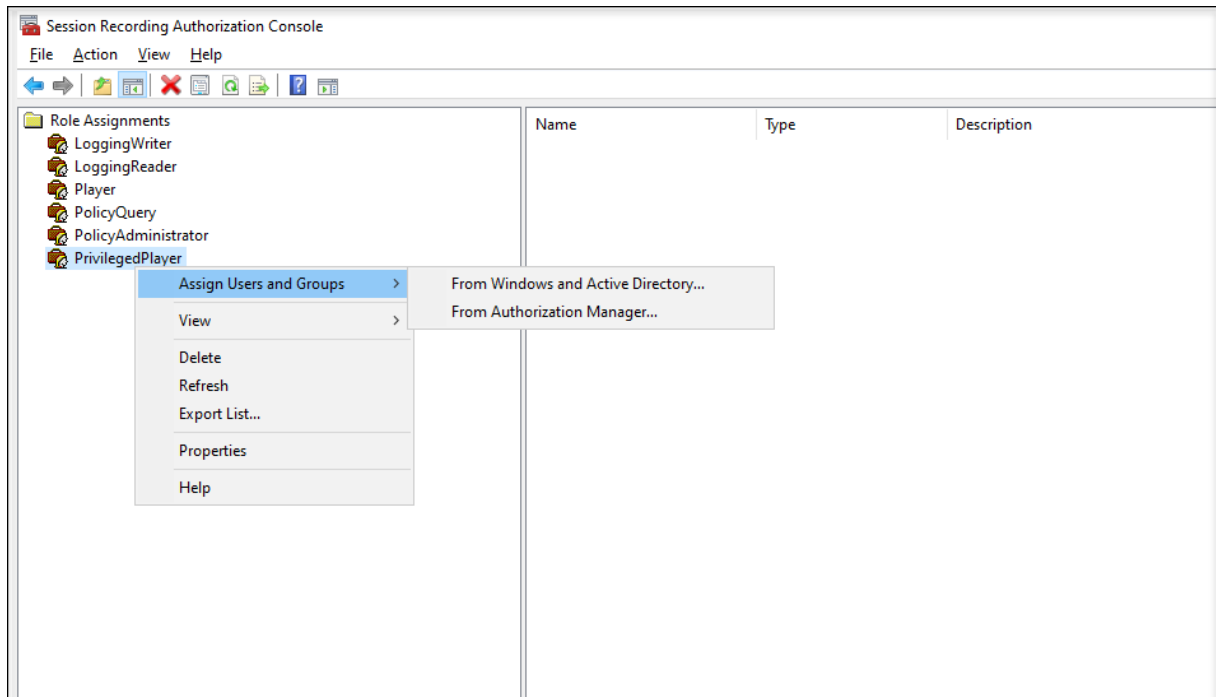 Session Recording Authorization Console
File Action View Help
Role Assignments
LoggingWriter
LoggingReader
Player
PolicyQuery
PolicyAdministrator
PrivilegedPlayer
Name Type Description
Assign Users and Groups
View
Delete
Refresh
Export List...
Properties
Help
From Windows and Active Directory...
From Authorization Manager...